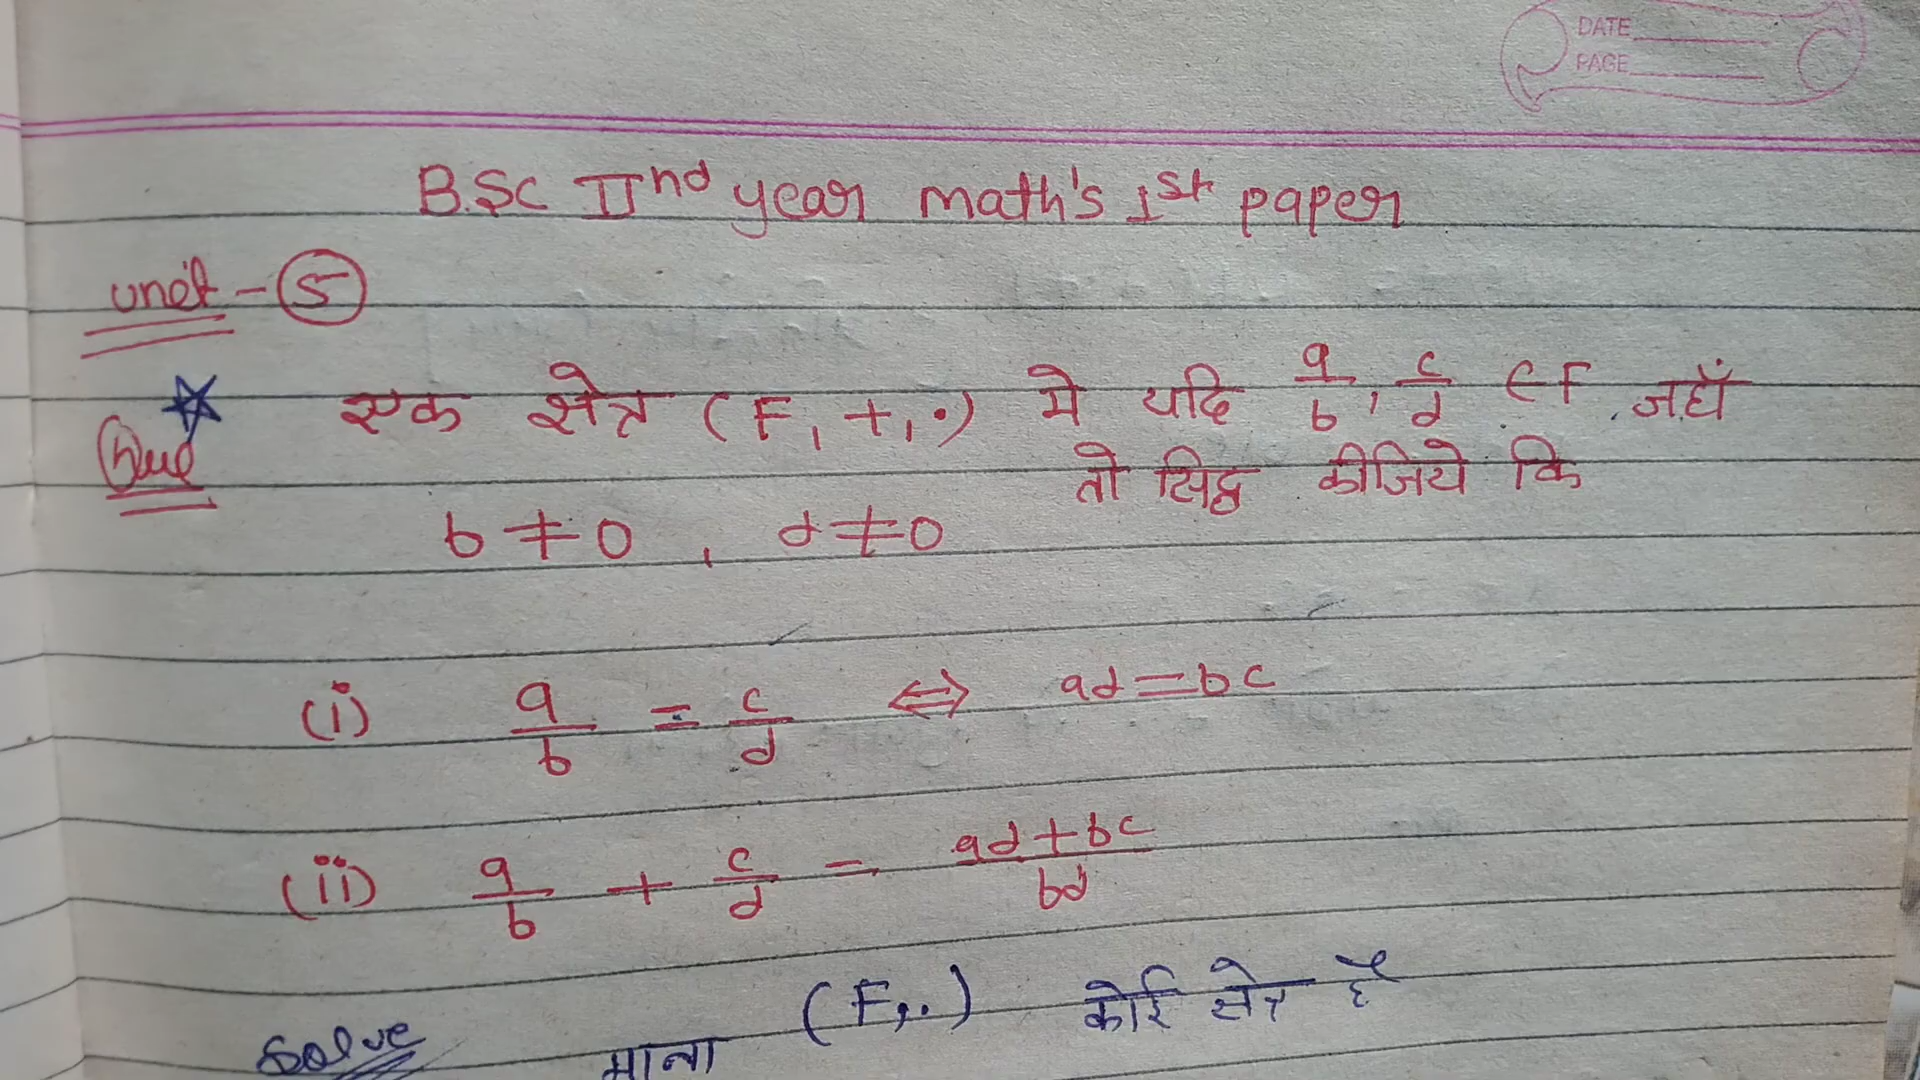 DATE
PAGE
B.Sc IInd year math's 1st paper
unit - 5
Que एक क्षेत्र (F, +, ·) मे यदि a/b, c/d ∈ F जहाँ
b ≠ 0, d ≠ 0 तो सिद्ध कीजिये कि
(i) a/b = c/d ⇔ ad = bc
(ii) a/b + c/d = ad+bc/bd
Solve माना (F,.) कोई क्षेत्र है